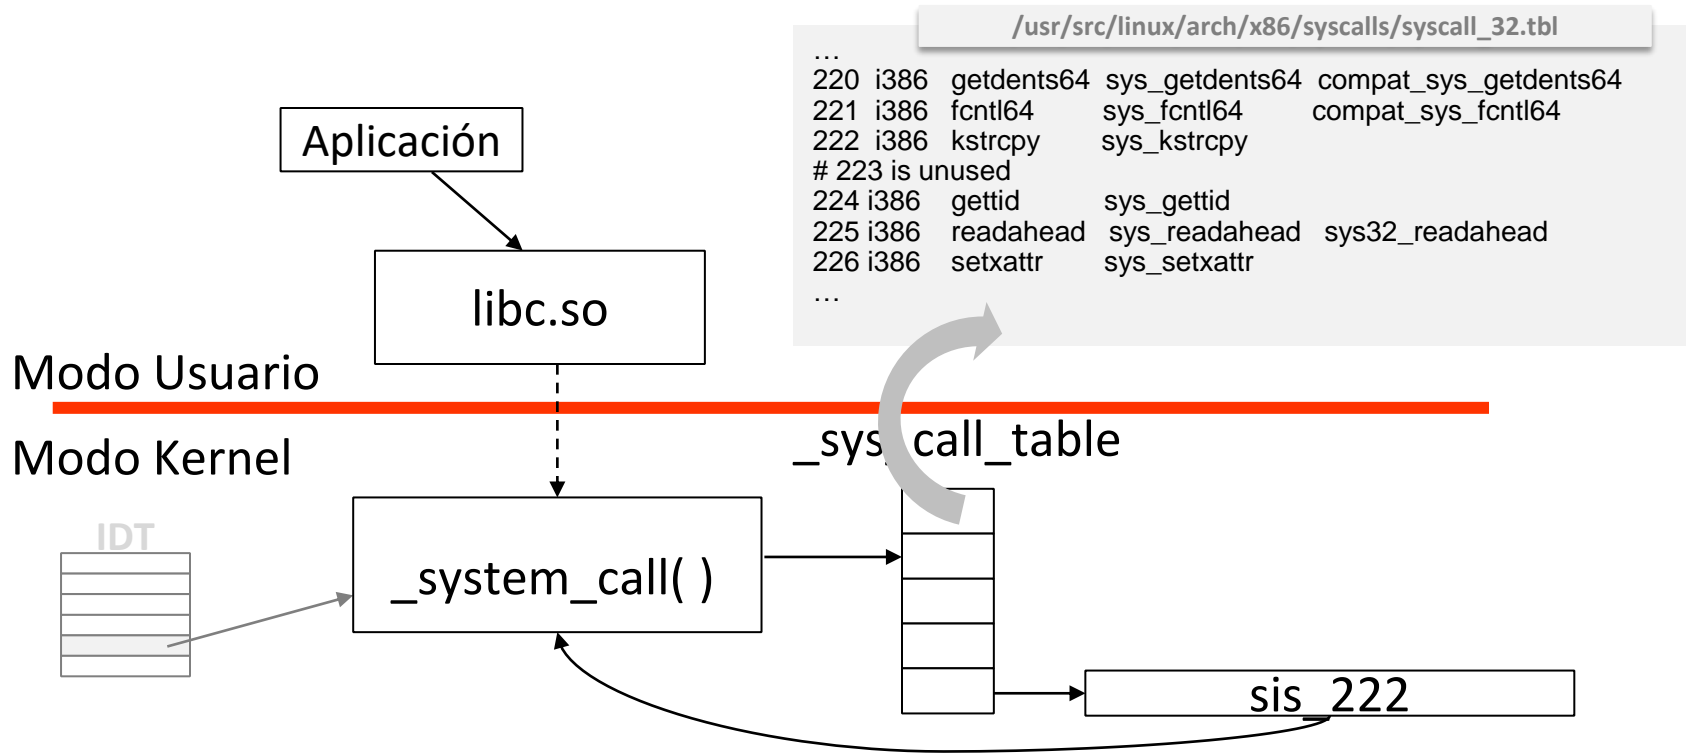 /usr/src/linux/arch/x86/syscalls/syscall_32.tbl
…
220 i386 getdents64 sys_getdents64 compat_sys_getdents64
221 i386 fcntl64 sys_fcntl64 compat_sys_fcntl64
222 i386 kstrcpy sys_kstrcpy
# 223 is unused
224 i386 gettid sys_gettid
225 i386 readahead sys_readahead sys32_readahead
226 i386 setxattr sys_setxattr
…
Aplicación
libc.so
Modo Usuario
Modo Kernel
_sys_call_table
IDT
_system_call( )
sis_222